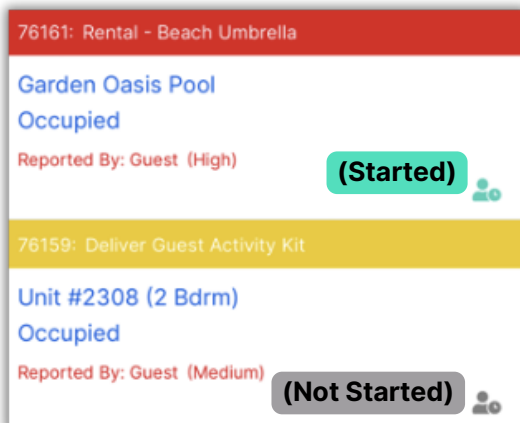 76161: Rental - Beach Umbrella
Garden Oasis Pool
Occupied
Reported By: Guest (High)
(Started)
76159: Deliver Guest Activity Kit
Unit #2308 (2 Bdrm)
Occupied
Reported By: Guest (Medium)
(Not Started)